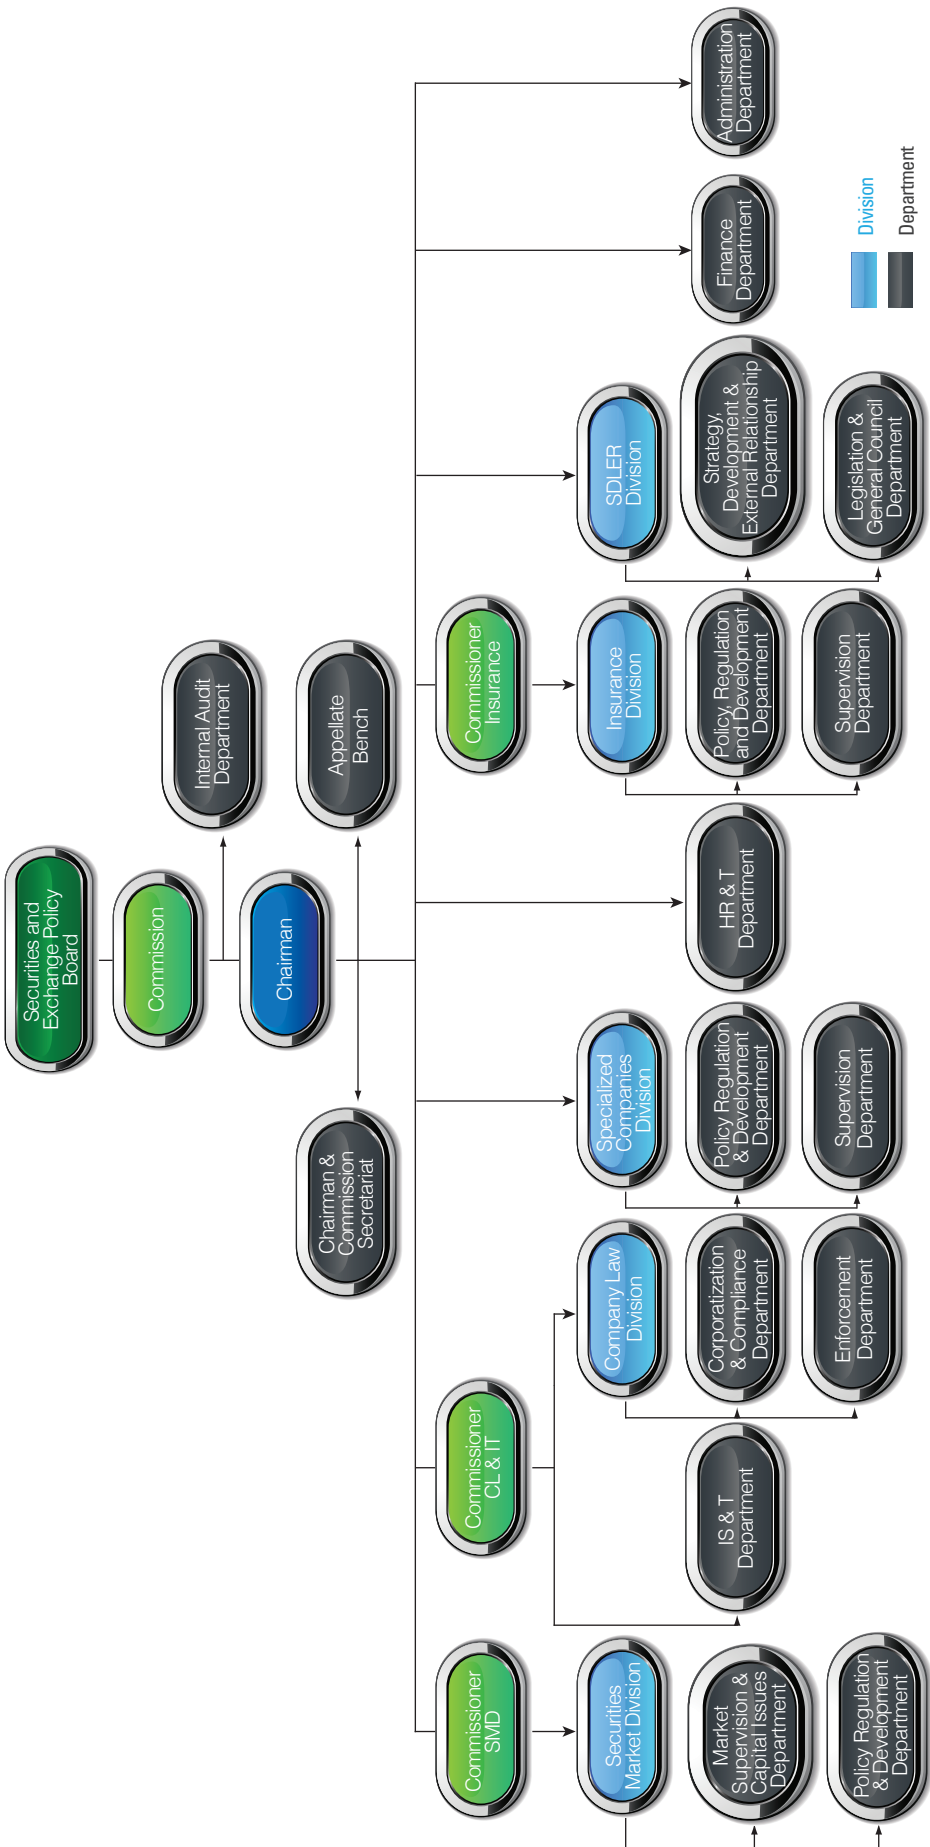 Securities and
Exchange Policy
Board
Commission
Internal Audit
Department
Chairman
Chairman &
Commission
Secretariat
Appellate
Bench
Commissioner
SMD
Commissioner
CL & IT
Commissioner
Insurance
Securities
Market Division
Company Law
Division
Specialized
Companies
Division
Insurance
Division
SDLER
Division
Market
Supervision &
Capital Issues
Department
IS & T
Department
Corporatization
& Compliance
Department
Policy Regulation
& Development
Department
HR & T
Department
Policy, Regulation
and Development
Department
Strategy,
Development &
External Relationship
Department
Finance
Department
Administration
Department
Policy Regulation
& Development
Department
Enforcement
Department
Supervision
Department
Supervision
Department
Legislation &
General Council
Department
Division
Department